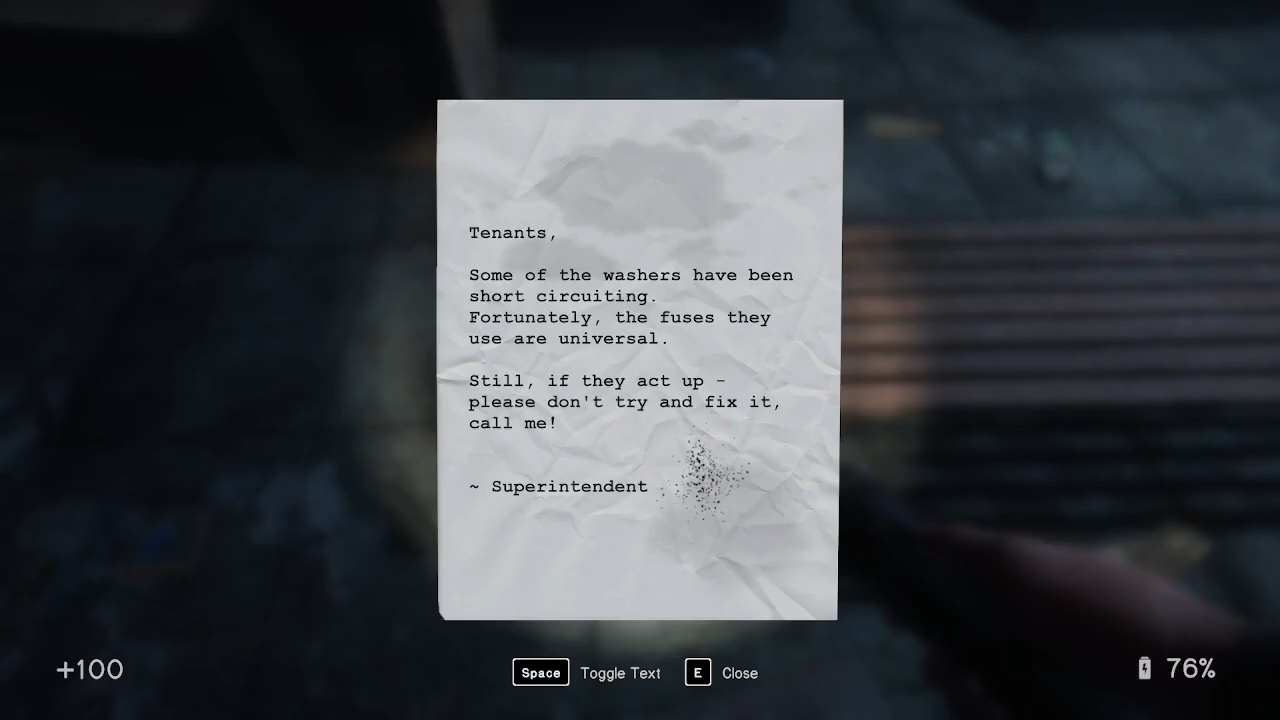 Tenants,
Some of the washers have been
short circuiting.
Fortunately, the fuses they
use are universal.
Still, if they act up -
please don't try and fix it,
call me!
~ Superintendent
+100
Space Toggle Text E Close
76%